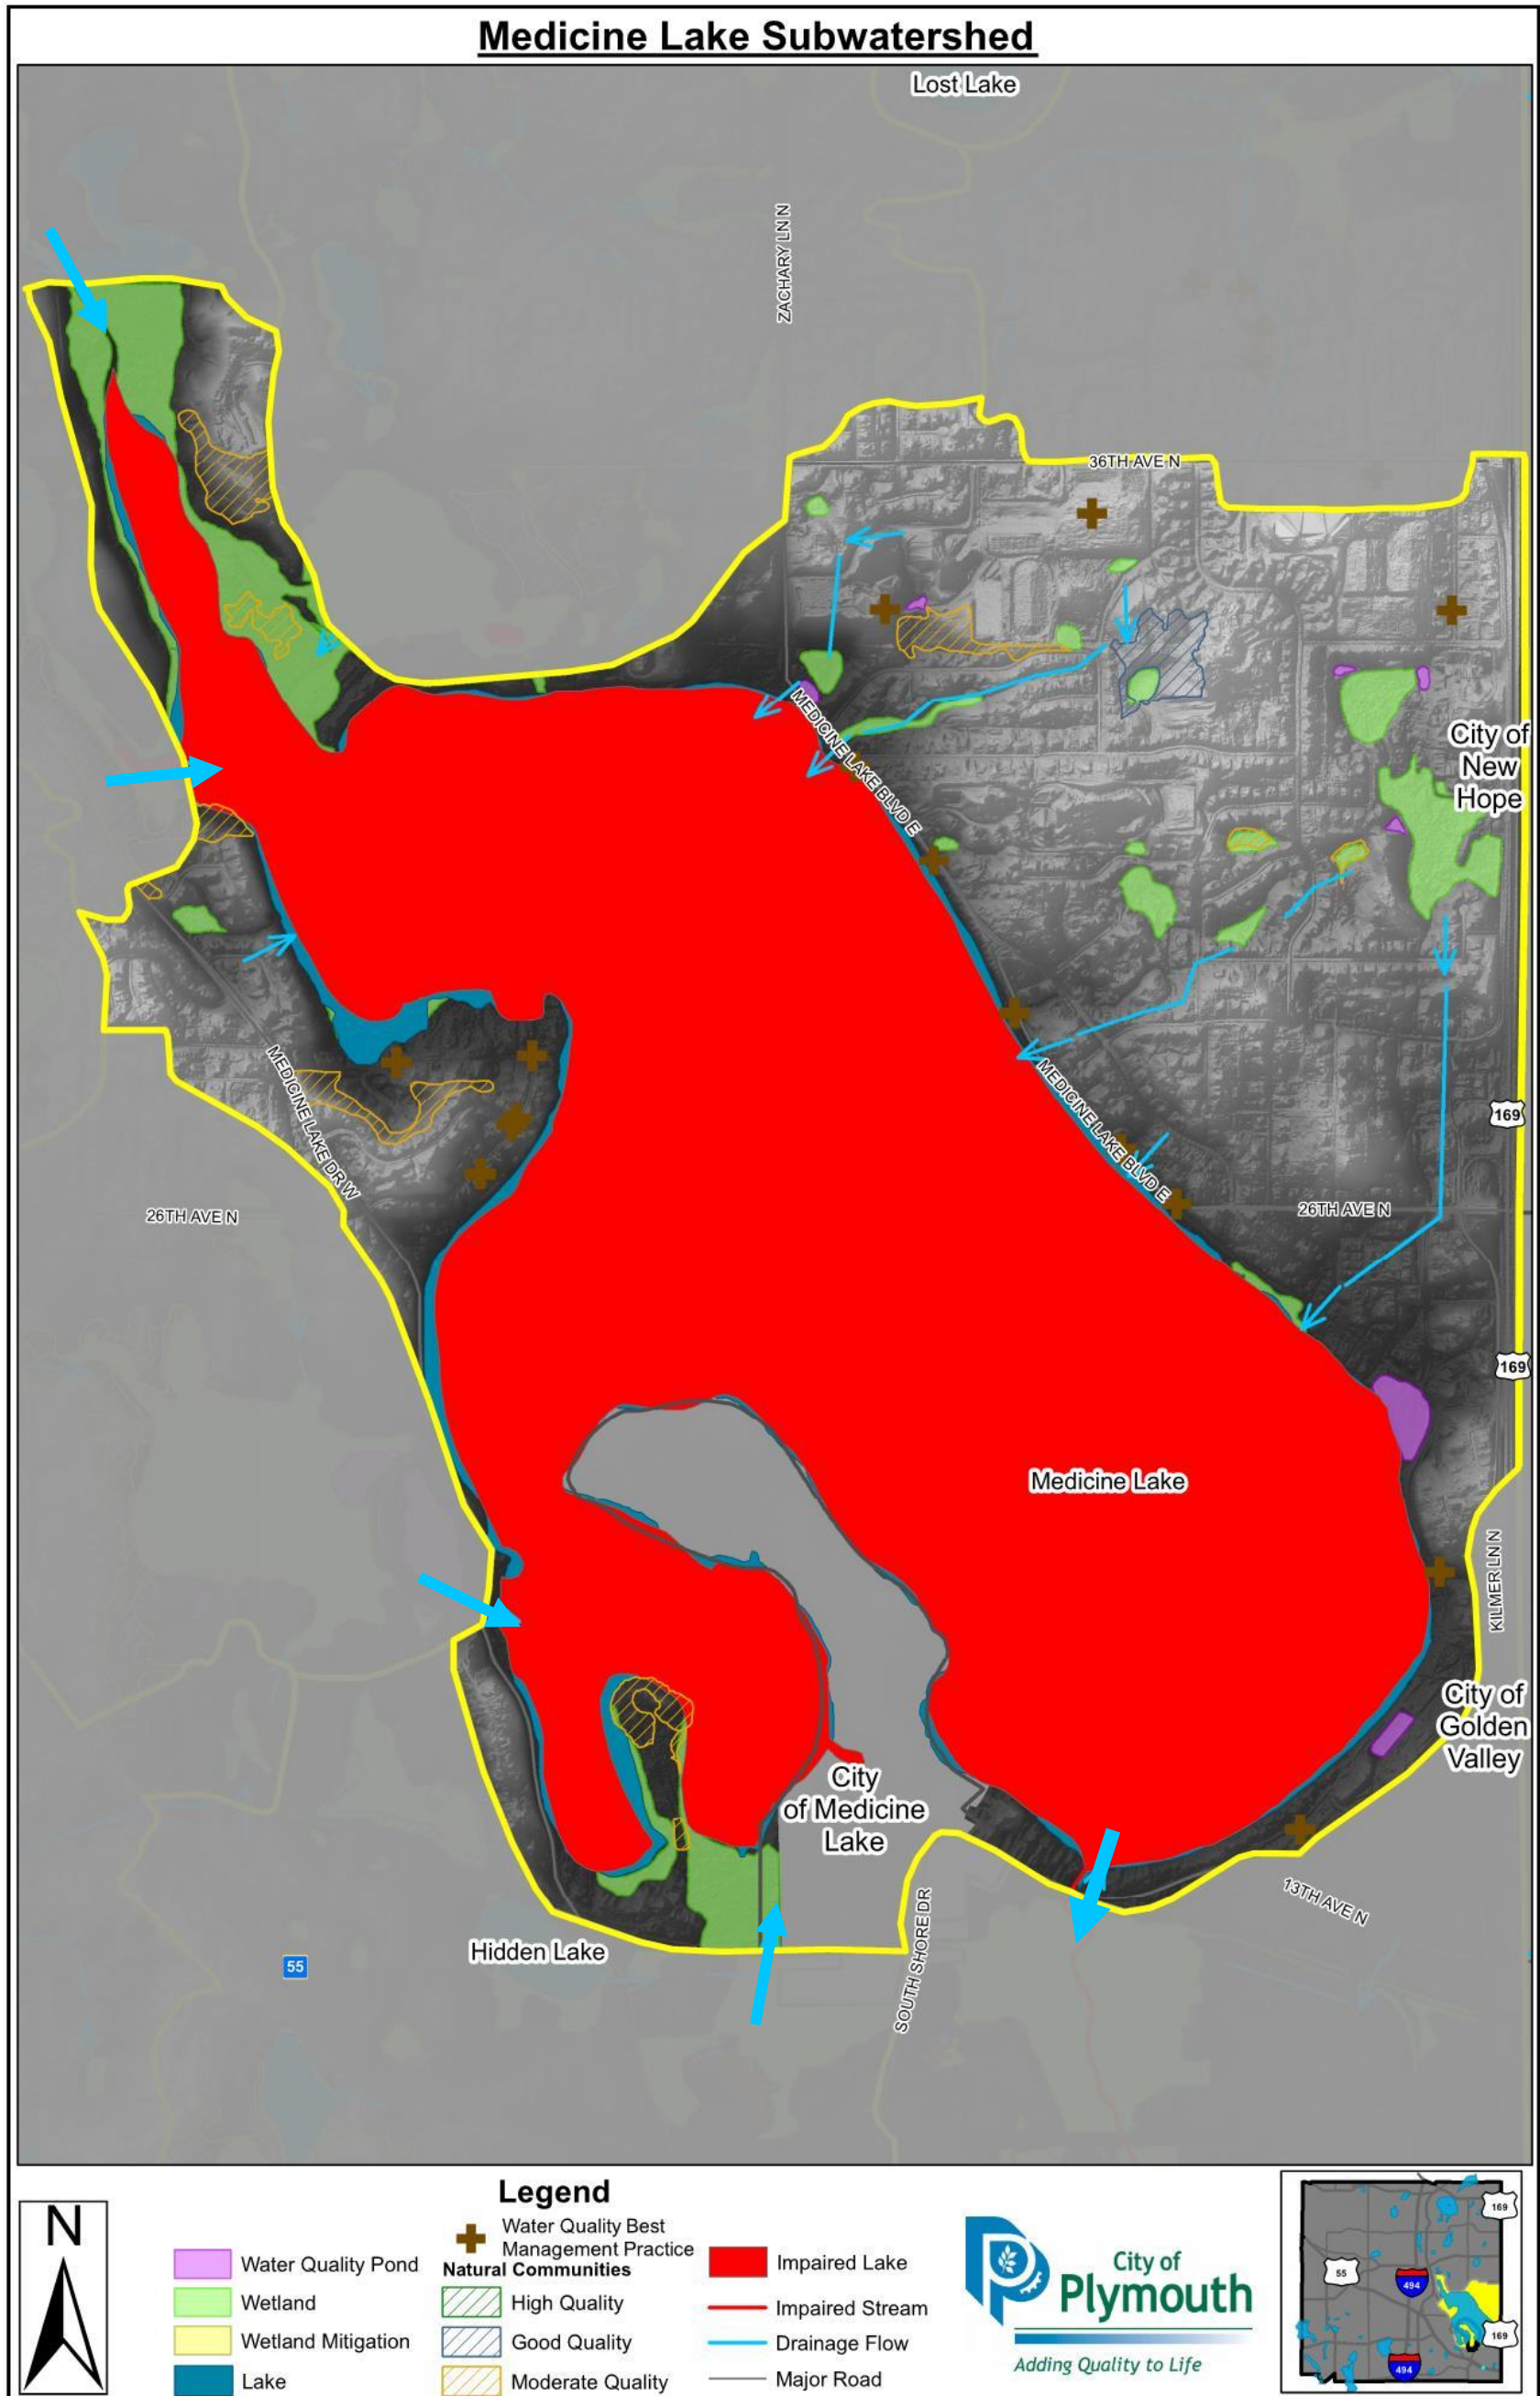 Medicine Lake Subwatershed
Lost Lake
ZACHARY LN N
36TH AVE N
MEDICINE LAKE BLVD E
City of
New
Hope
MEDICINE LAKE DR W
MEDICINE LAKE BLVD E
169
26TH AVE N
26TH AVE N
169
Medicine Lake
KILMER LN N
City of
Golden
Valley
City
of Medicine
Lake
13TH AVE N
SOUTH SHORE DR
Hidden Lake
55
N
Legend
Water Quality Pond
Wetland
Wetland Mitigation
Lake
Water Quality Best
Management Practice
Natural Communities
High Quality
Good Quality
Moderate Quality
Impaired Lake
Impaired Stream
Drainage Flow
Major Road
City of
Plymouth
Adding Quality to Life
169
55
494
169
494